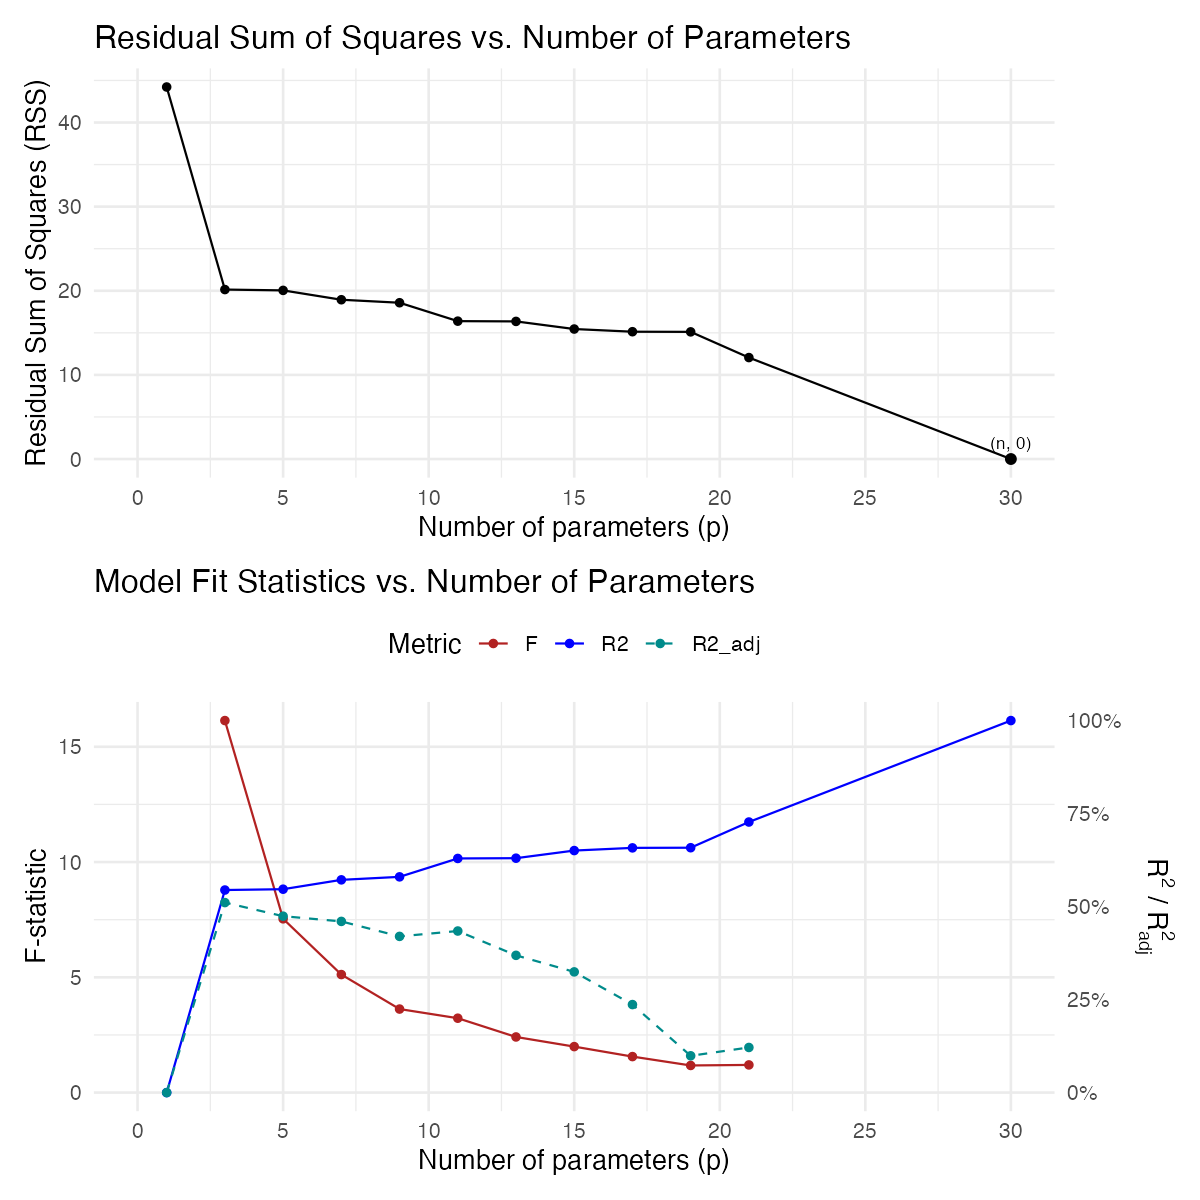 Residual Sum of Squares vs. Number of Parameters
Residual Sum of Squares (RSS)
40
30
20
10
0
(n, 0)
0 5 10 15 20 25 30
Number of parameters (p)
Model Fit Statistics vs. Number of Parameters
Metric F R2 R2_adj
F-statistic
15
10
5
0
100%
75%
50%
25%
0%
R² / R²adj
0 5 10 15 20 25 30
Number of parameters (p)